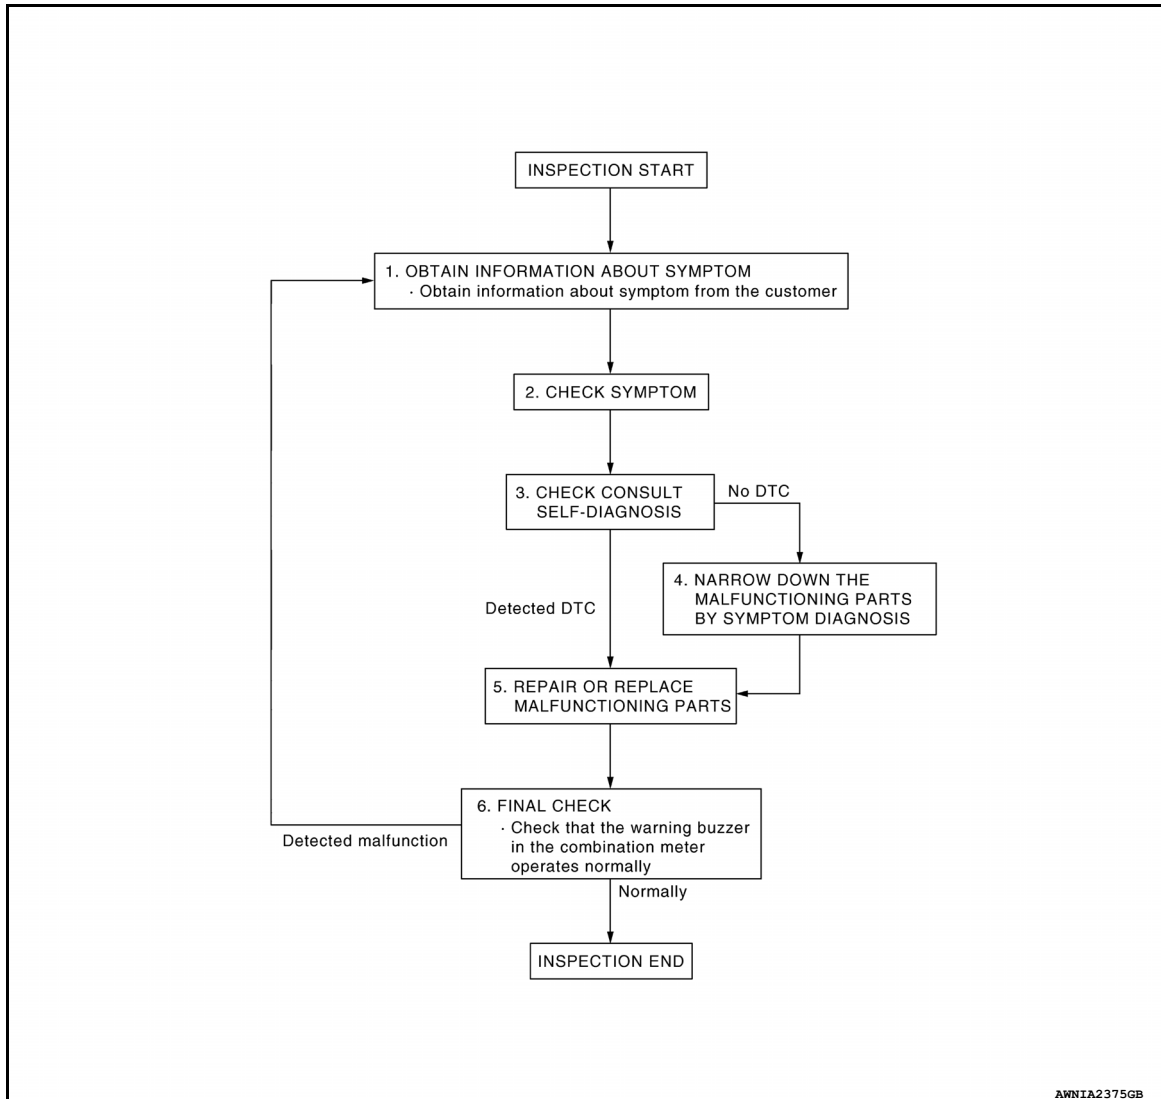 INSPECTION START
1. OBTAIN INFORMATION ABOUT SYMPTOM
· Obtain information about symptom from the customer
2. CHECK SYMPTOM
3. CHECK CONSULT
SELF-DIAGNOSIS
No DTC
4. NARROW DOWN THE
MALFUNCTIONING PARTS
BY SYMPTOM DIAGNOSIS
Detected DTC
5. REPAIR OR REPLACE
MALFUNCTIONING PARTS
6. FINAL CHECK
· Check that the warning buzzer
in the combination meter
operates normally
Detected malfunction
Normally
INSPECTION END
AWNIA2375GB